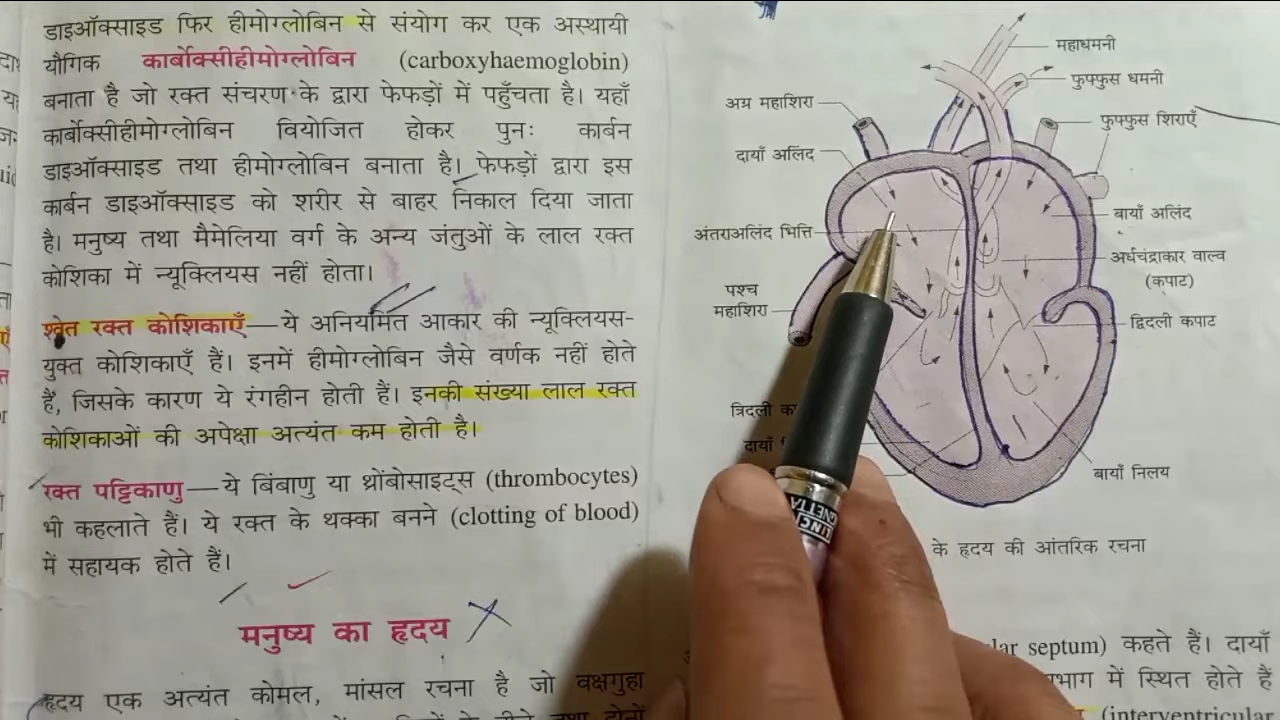 डाइऑक्साइड फिर हीमोग्लोबिन से संयोग कर एक अस्थायी
यौगिक कार्बोक्सीहीमोग्लोबिन (carboxyhaemoglobin)
बनाता है जो रक्त संचरण के द्वारा फेफड़ों में पहुँचता है। यहाँ
कार्बोक्सीहीमोग्लोबिन वियोजित होकर पुनः कार्बन
डाइऑक्साइड तथा हीमोग्लोबिन बनाता है। फेफड़ों द्वारा इस
कार्बन डाइऑक्साइड को शरीर से बाहर निकाल दिया जाता
है। मनुष्य तथा मैमेलिया वर्ग के अन्य जंतुओं के लाल रक्त
कोशिका में न्यूक्लियस नहीं होता।
श्वेत रक्त कोशिकाएँ—ये अनियमित आकार की न्यूक्लियस-
युक्त कोशिकाएँ हैं। इनमें हीमोग्लोबिन जैसे वर्णक नहीं होते
हैं, जिसके कारण ये रंगहीन होती हैं। इनकी संख्या लाल रक्त
कोशिकाओं की अपेक्षा अत्यंत कम होती है।
रक्त पट्टिकाणु—ये बिंबाणु या थ्रोंबोसाइट्स (thrombocytes)
भी कहलाते हैं। ये रक्त के थक्का बनने (clotting of blood)
में सहायक होते हैं।
मनुष्य का हृदय
हृदय एक अत्यंत कोमल, मांसल रचना है जो वक्षगुहा
महाधमनी
फुफ्फुस धमनी
अग्र महाशिरा
फुफ्फुस शिराएँ
दायाँ अलिंद
बायाँ अलिंद
अंतराअलिंद भित्ति
अर्धचंद्राकार वाल्व
(कपाट)
पश्च
महाशिरा
द्विदली कपाट
त्रिदली
दायाँ
बायाँ निलय
के हृदय की आंतरिक रचना
septum) कहते हैं। दायाँ
में स्थित होते हैं
(interventricular